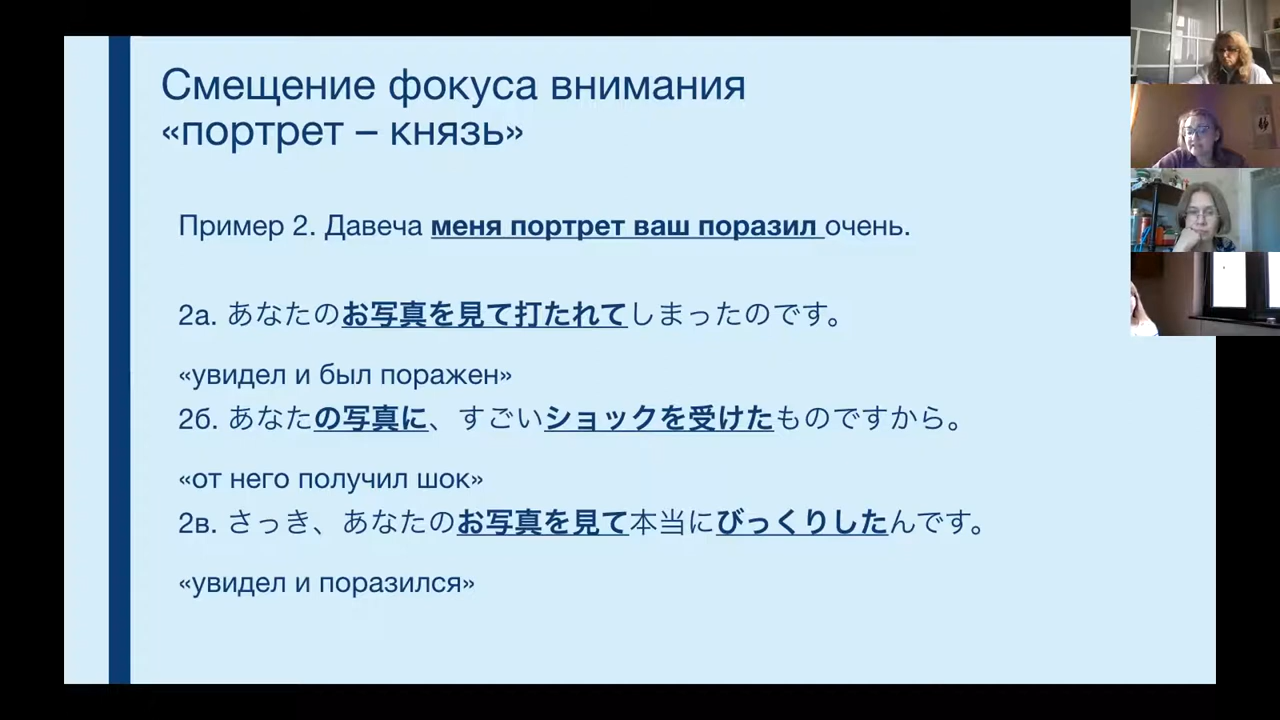 Смещение фокуса внимания
«портрет – князь»
Пример 2. Давеча меня портрет ваш поразил очень.
2а. あなたのお写真を見て打たれてしまったのです。
«увидел и был поражен»
2б. あなたの写真に、すごいショックを受けたものですから。
«от него получил шок»
2в. さっき、あなたのお写真を見て本当にびっくりしたんです。
«увидел и поразился»